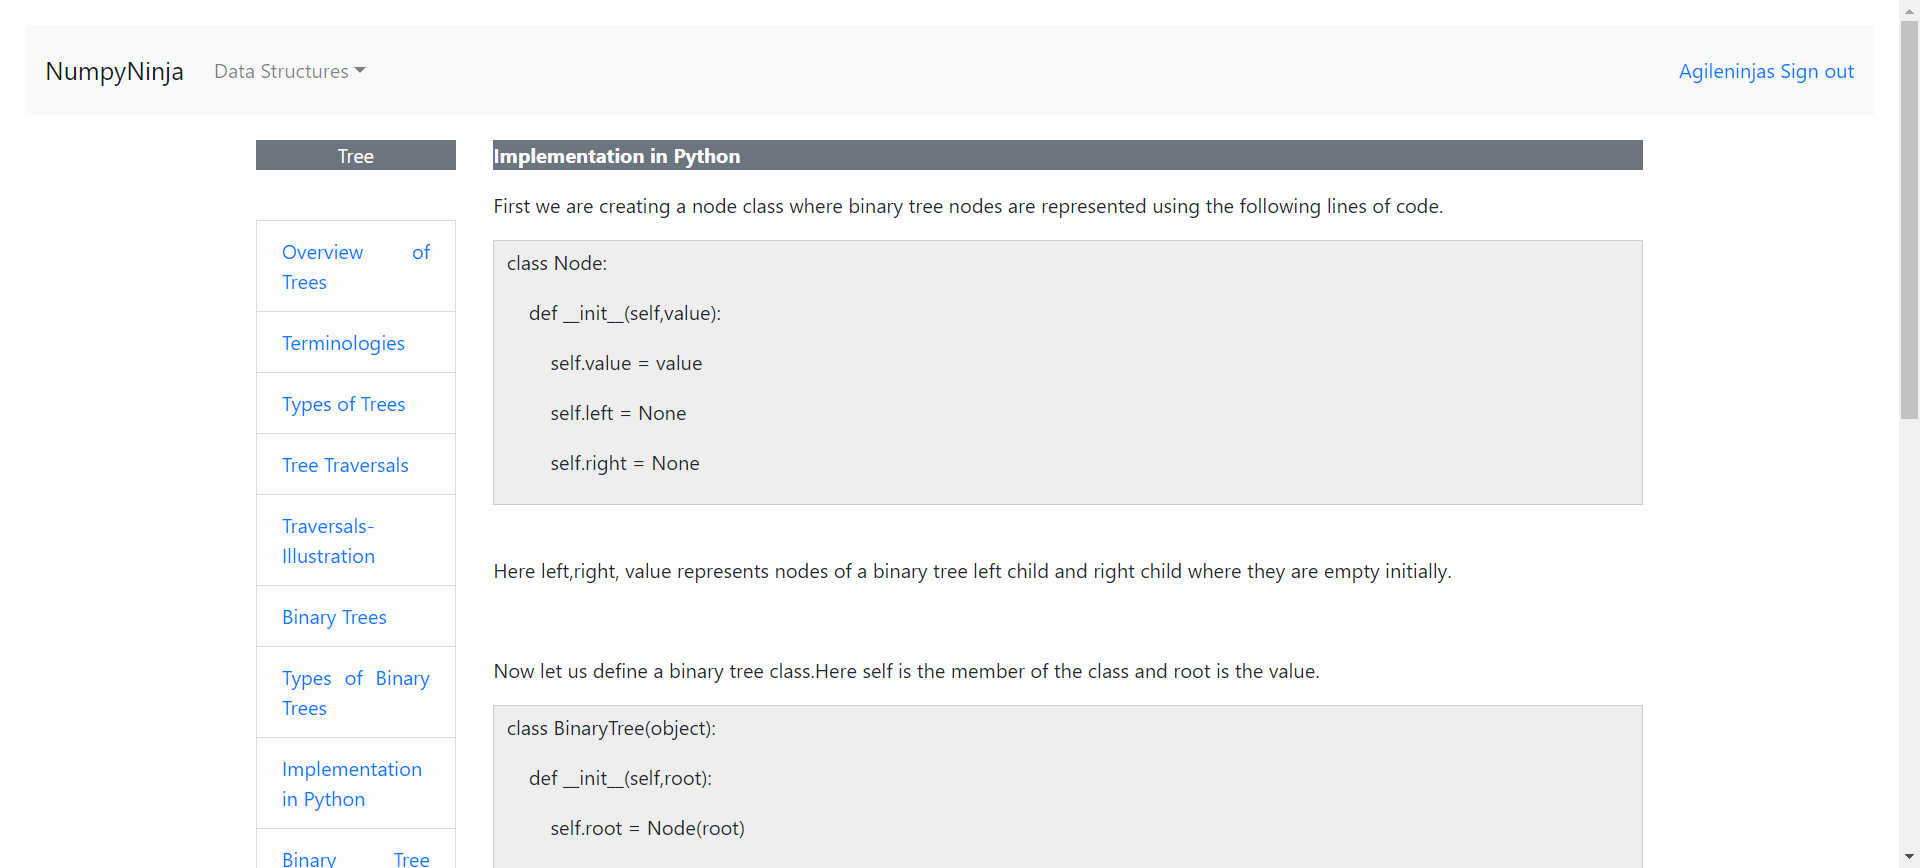 NumpyNinja Data Structures Agileninjas Sign out
Tree
Overview of
Trees
Terminologies
Types of Trees
Tree Traversals
Traversals-
Illustration
Binary Trees
Types of Binary
Trees
Implementation
in Python
Binary Tree
Implementation in Python
First we are creating a node class where binary tree nodes are represented using the following lines of code.
class Node:
def __init__(self,value):
self.value = value
self.left = None
self.right = None
Here left,right, value represents nodes of a binary tree left child and right child where they are empty initially.
Now let us define a binary tree class.Here self is the member of the class and root is the value.
class BinaryTree(object):
def __init__(self,root):
self.root = Node(root)